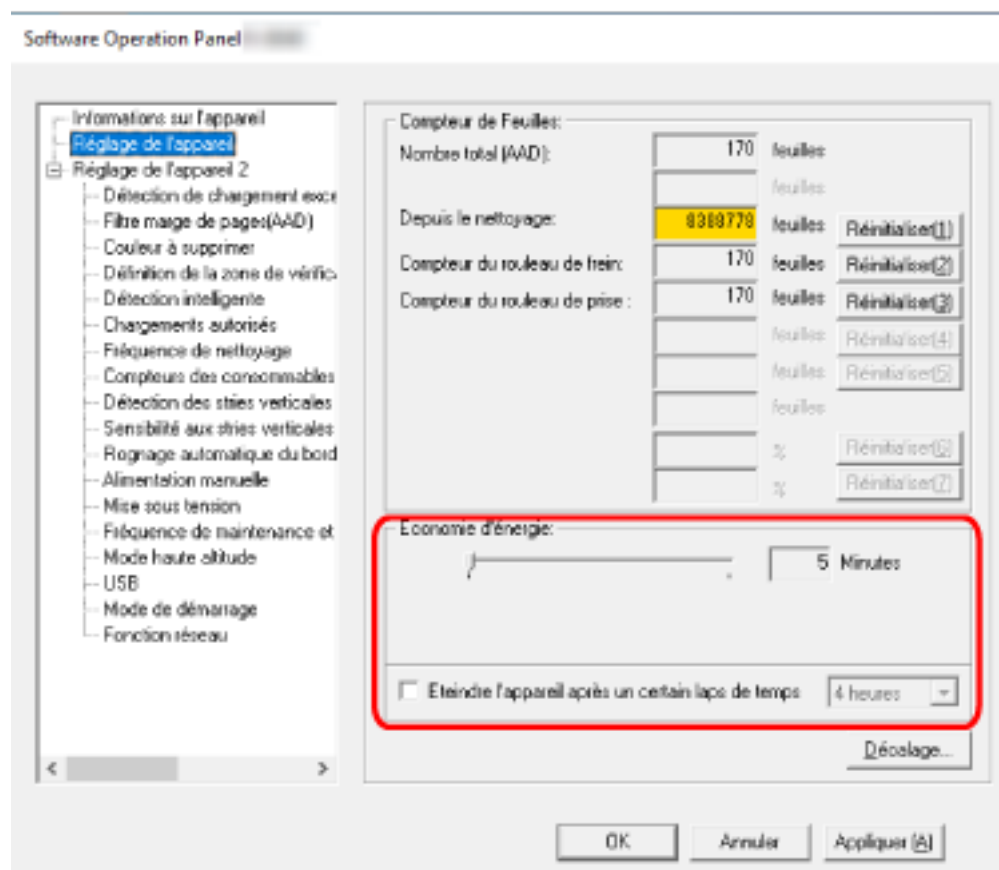 Software Operation Panel
Informations sur l'appareil
Réglage de l'appareil
Réglage de l'appareil 2
Détection de chargement exce
Filtre marge de pages(AAD)
Couleur à supprimer
Définition de la zone de vérific
Détection intelligente
Chargements autorisés
Fréquence de nettoyage
Compteurs des consommables
Détection des stries verticales
Sensibilité aux stries verticales
Rognage automatique du bord
Alimentation manuelle
Mise sous tension
Fréquence de maintenance et
Mode haute altitude
USB
Mode de démarrage
Fonction réseau
Compteur de Feuilles:
Nombre total (AAD): 170 feuilles
feuilles
Depuis le nettoyage: 8388778 feuilles Réinitialiser(1)
Compteur du rouleau de frein: 170 feuilles Réinitialiser(2)
Compteur du rouleau de prise : 170 feuilles Réinitialiser(3)
feuilles Réinitialiser(4)
feuilles Réinitialiser(5)
feuilles
% Réinitialiser(6)
% Réinitialiser(7)
Economie d'énergie:
5 Minutes
Eteindre l'appareil après un certain laps de temps 4 heures
Décalage...
OK Annuler Appliquer (A)